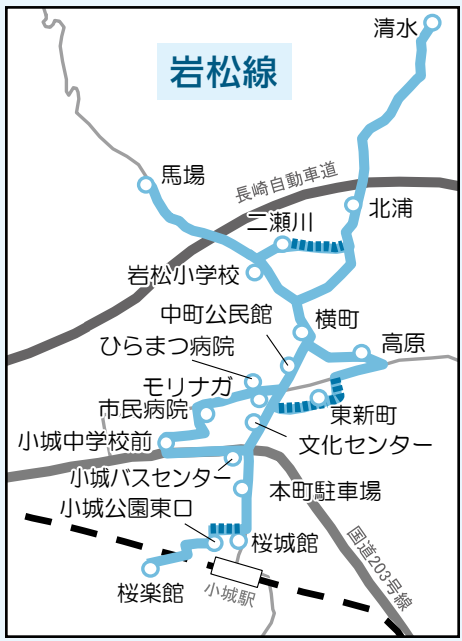 清水
岩松線
馬場
長崎自動車道
北浦
二瀬川
岩松小学校
中町公民館
横町
ひらまつ病院
高原
モリナガ
市民病院
東新町
小城中学校前
文化センター
小城バスセンター
本町駐車場
小城公園東口
桜城館
国道203号線
桜楽館
小城駅